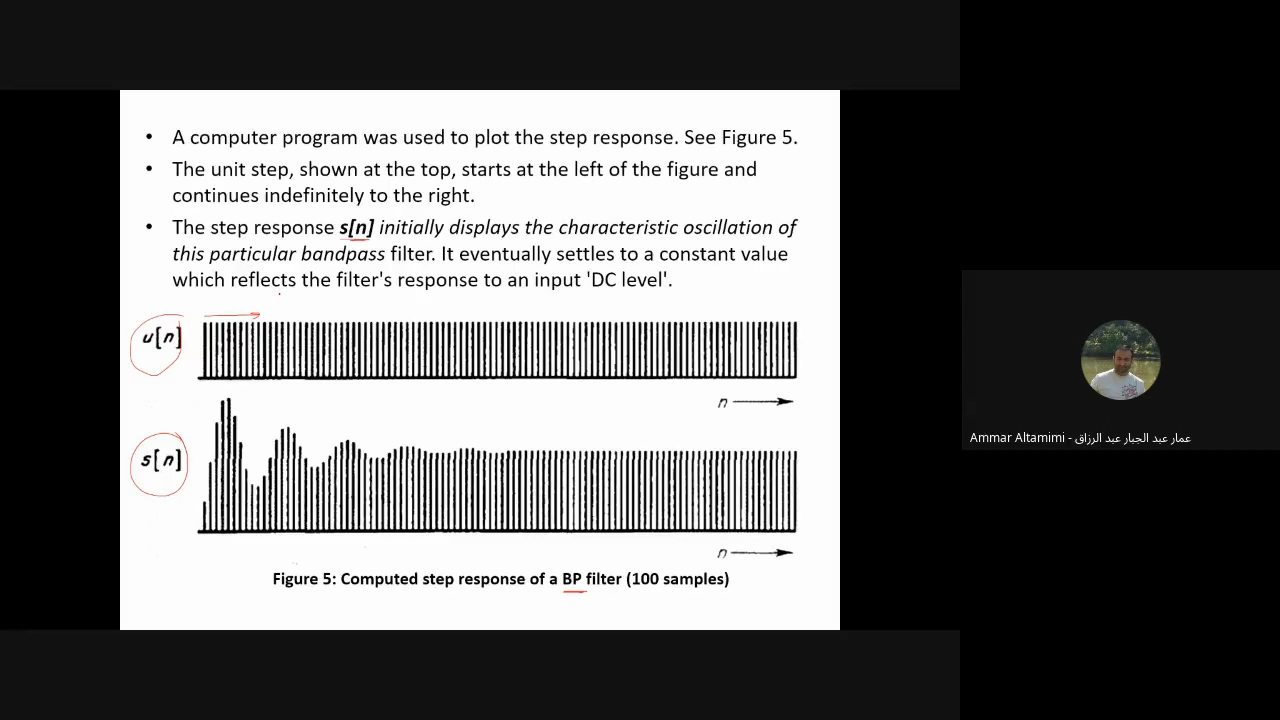 • A computer program was used to plot the step response. See Figure 5.
• The unit step, shown at the top, starts at the left of the figure and
continues indefinitely to the right.
• The step response s[n] initially displays the characteristic oscillation of
this particular bandpass filter. It eventually settles to a constant value
which reflects the filter's response to an input 'DC level'.
u[n]
n
s[n]
n
Figure 5: Computed step response of a BP filter (100 samples)
Ammar Altamimi - عمار عبد الجبار عبد الرزاق